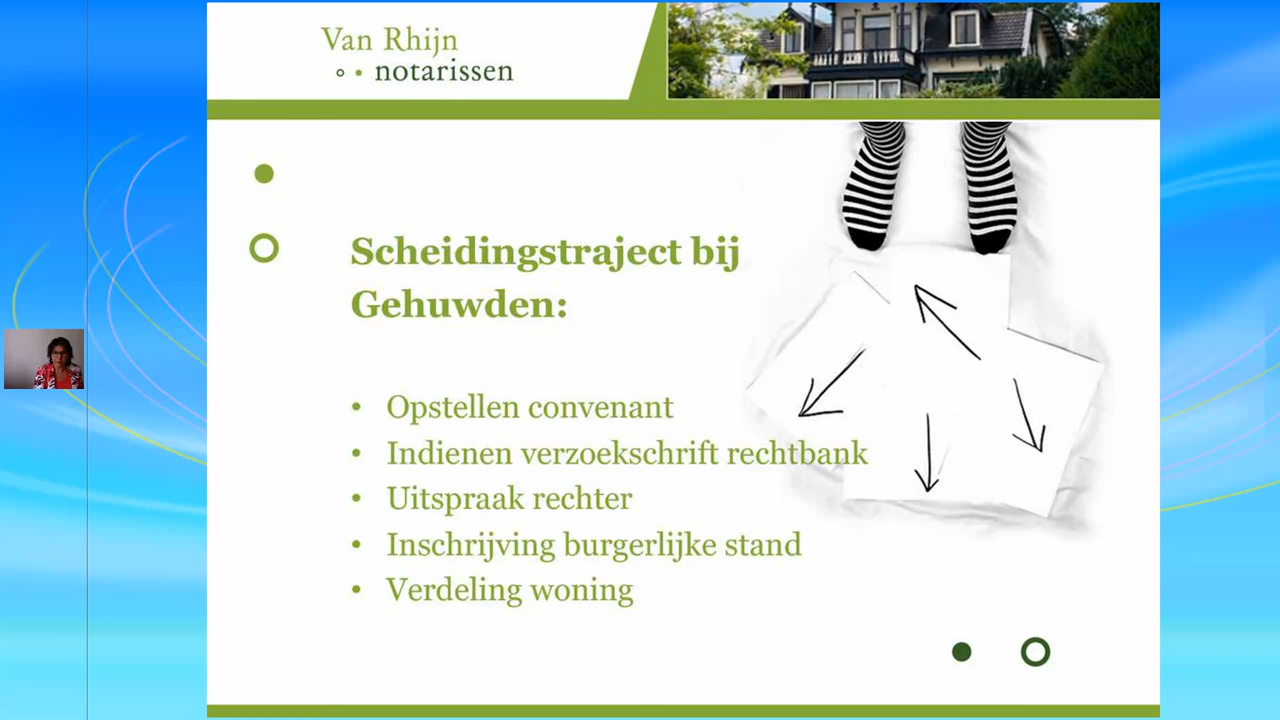 Van Rhijn
notarissen
Scheidingstraject bij
Gehuwden:
• Opstellen convenant
• Indienen verzoekschrift rechtbank
• Uitspraak rechter
• Inschrijving burgerlijke stand
• Verdeling woning